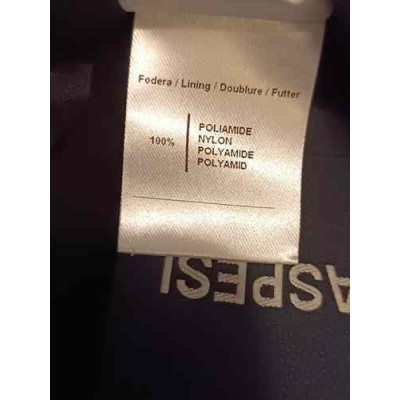 Fodera / Lining / Doublure / Futter
100%
POLIAMIDE
NYLON
POLYAMIDE
POLYAMID
ASPESI